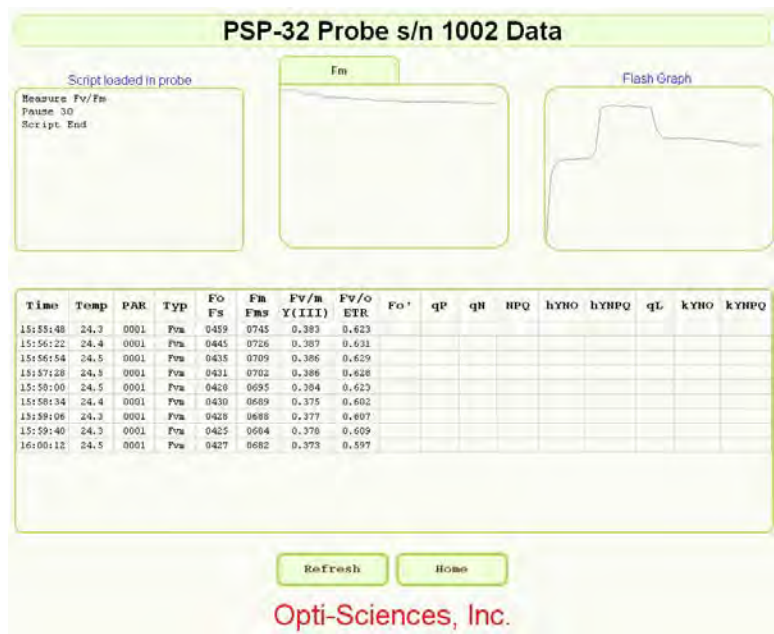 PSP-32 Probe s/n 1002 Data
Script loaded in probe
Fm
Flash Graph
Measure Fv/Fm
Pause 30
Script End
Time Temp PAR Typ Fo Fs Fm Fms Fv/m Y(III) Fv/o ETR Fo' qP qN NPQ hYNO hYNPQ qL kYNO kYNPQ
15:55:48 24.3 0001 Fvm 0459 0745 0.383 0.623
15:56:22 24.4 0001 Fvm 0445 0726 0.387 0.631
15:56:54 24.5 0001 Fvm 0435 0709 0.386 0.629
15:57:28 24.5 0001 Fvm 0431 0702 0.386 0.628
15:58:00 24.5 0001 Fvm 0428 0695 0.384 0.623
15:58:34 24.4 0001 Fvm 0430 0689 0.375 0.602
15:59:06 24.3 0001 Fvm 0428 0688 0.377 0.607
15:59:40 24.3 0001 Fvm 0425 0684 0.378 0.609
16:00:12 24.5 0001 Fvm 0427 0682 0.373 0.597
Refresh Home
Opti-Sciences, Inc.